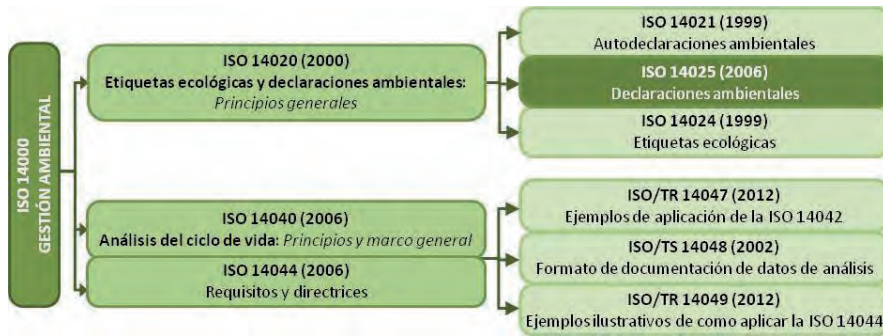 ISO 14000
GESTIÓN AMBIENTAL
ISO 14020 (2000)
Etiquetas ecológicas y declaraciones ambientales:
Principios generales
ISO 14021 (1999)
Autodeclaraciones ambientales
ISO 14025 (2006)
Declaraciones ambientales
ISO 14024 (1999)
Etiquetas ecológicas
ISO 14040 (2006)
Análisis del ciclo de vida: Principios y marco general
ISO 14044 (2006)
Requisitos y directrices
ISO/TR 14047 (2012)
Ejemplos de aplicación de la ISO 14042
ISO/TS 14048 (2002)
Formato de documentación de datos de análisis
ISO/TR 14049 (2012)
Ejemplos ilustrativos de como aplicar la ISO 14044